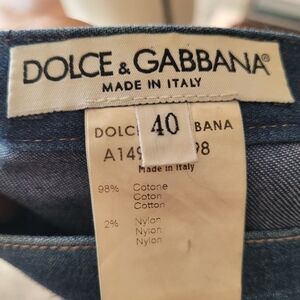 DOLCE & GABBANA®
MADE IN ITALY
40
DOLC BANA
A149 98
Made in Italy
98% Cotone
Coton
Cotton
2% Nylon
Nylon
Nylon